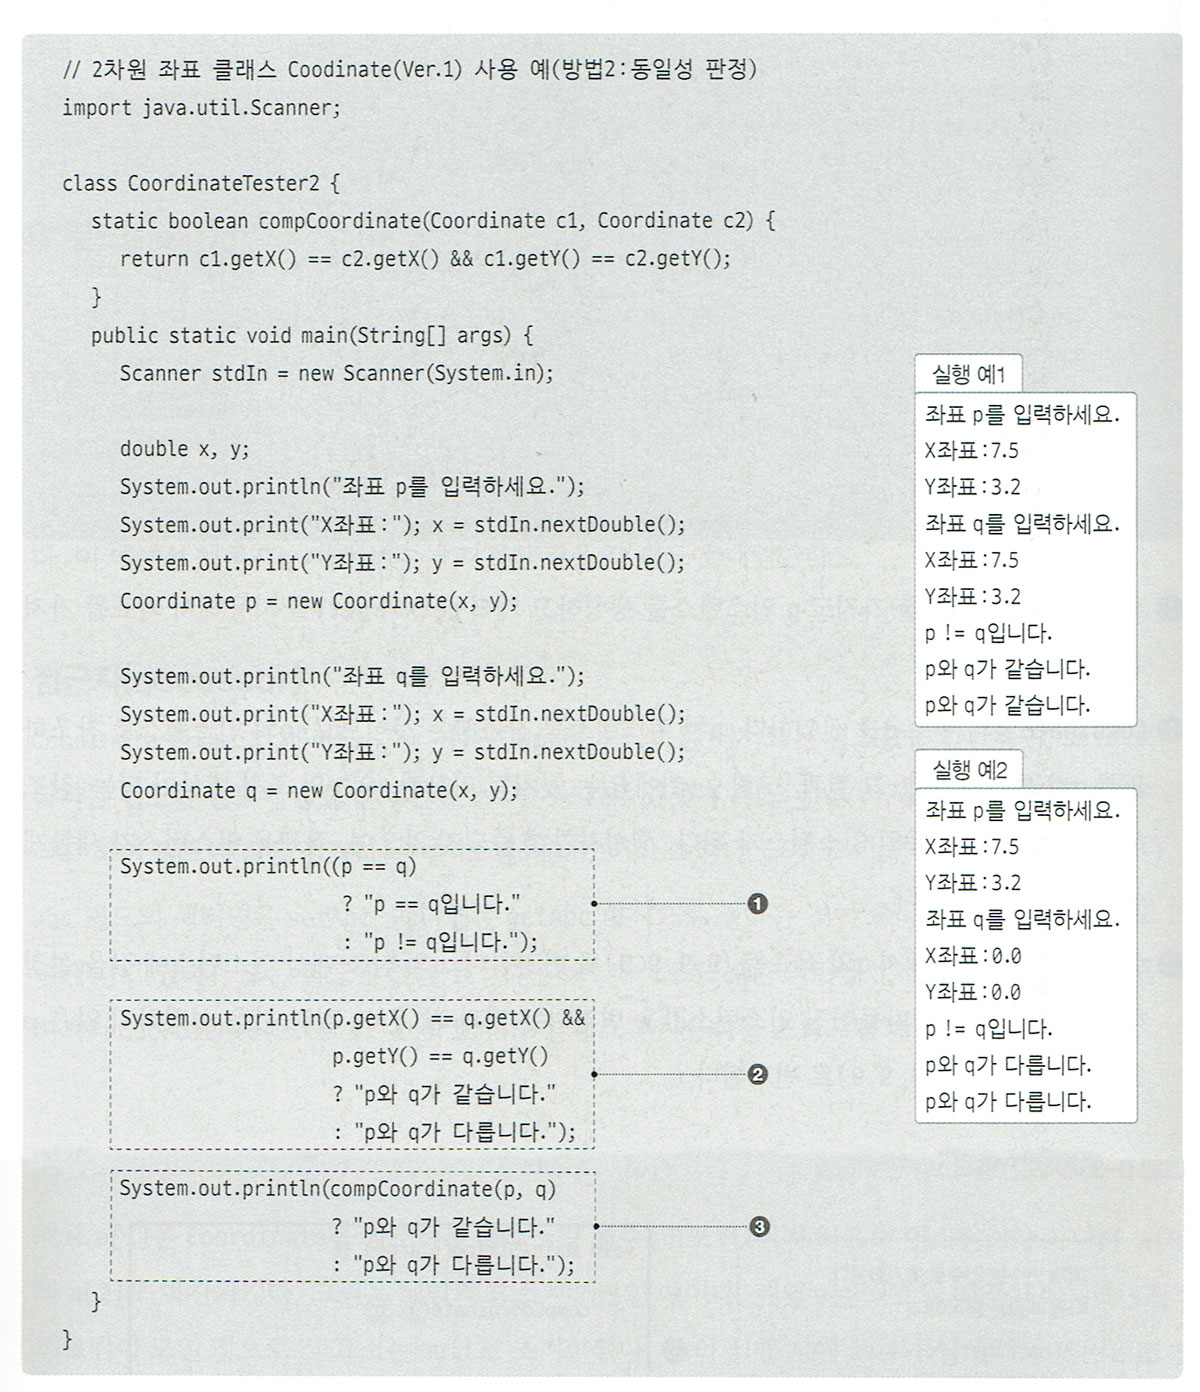 // 2차원 좌표 클래스 Coodinate(Ver.1) 사용 예(방법2:동일성 판정)
import java.util.Scanner;
class CoordinateTester2 {
static boolean compCoordinate(Coordinate c1, Coordinate c2) {
return c1.getX() == c2.getX() && c1.getY() == c2.getY();
}
public static void main(String[] args) {
Scanner stdIn = new Scanner(System.in);
double x, y;
System.out.println("좌표 p를 입력하세요.");
System.out.print("X좌표:"); x = stdIn.nextDouble();
System.out.print("Y좌표:"); y = stdIn.nextDouble();
Coordinate p = new Coordinate(x, y);
System.out.println("좌표 q를 입력하세요.");
System.out.print("X좌표:"); x = stdIn.nextDouble();
System.out.print("Y좌표:"); y = stdIn.nextDouble();
Coordinate q = new Coordinate(x, y);
System.out.println((p == q)
? "p == q입니다."
: "p != q입니다.");
❶
System.out.println(p.getX() == q.getX() &&
p.getY() == q.getY()
? "p와 q가 같습니다."
: "p와 q가 다릅니다.");
❷
System.out.println(compCoordinate(p, q)
? "p와 q가 같습니다."
: "p와 q가 다릅니다.");
❸
}
}
실행 예1
좌표 p를 입력하세요.
X좌표:7.5
Y좌표:3.2
좌표 q를 입력하세요.
X좌표:7.5
Y좌표:3.2
p != q입니다.
p와 q가 같습니다.
p와 q가 같습니다.
실행 예2
좌표 p를 입력하세요.
X좌표:7.5
Y좌표:3.2
좌표 q를 입력하세요.
X좌표:0.0
Y좌표:0.0
p != q입니다.
p와 q가 다릅니다.
p와 q가 다릅니다.